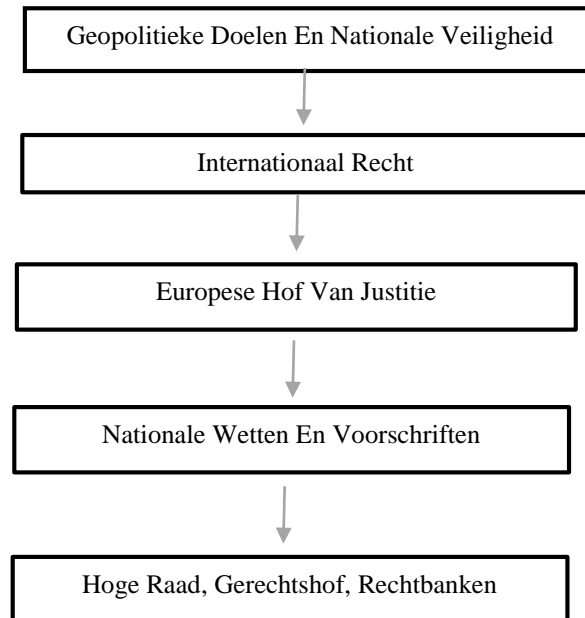 Geopolitieke Doelen En Nationale Veiligheid
Internationaal Recht
Europese Hof Van Justitie
Nationale Wetten En Voorschriften
Hoge Raad, Gerechtshof, Rechtbanken